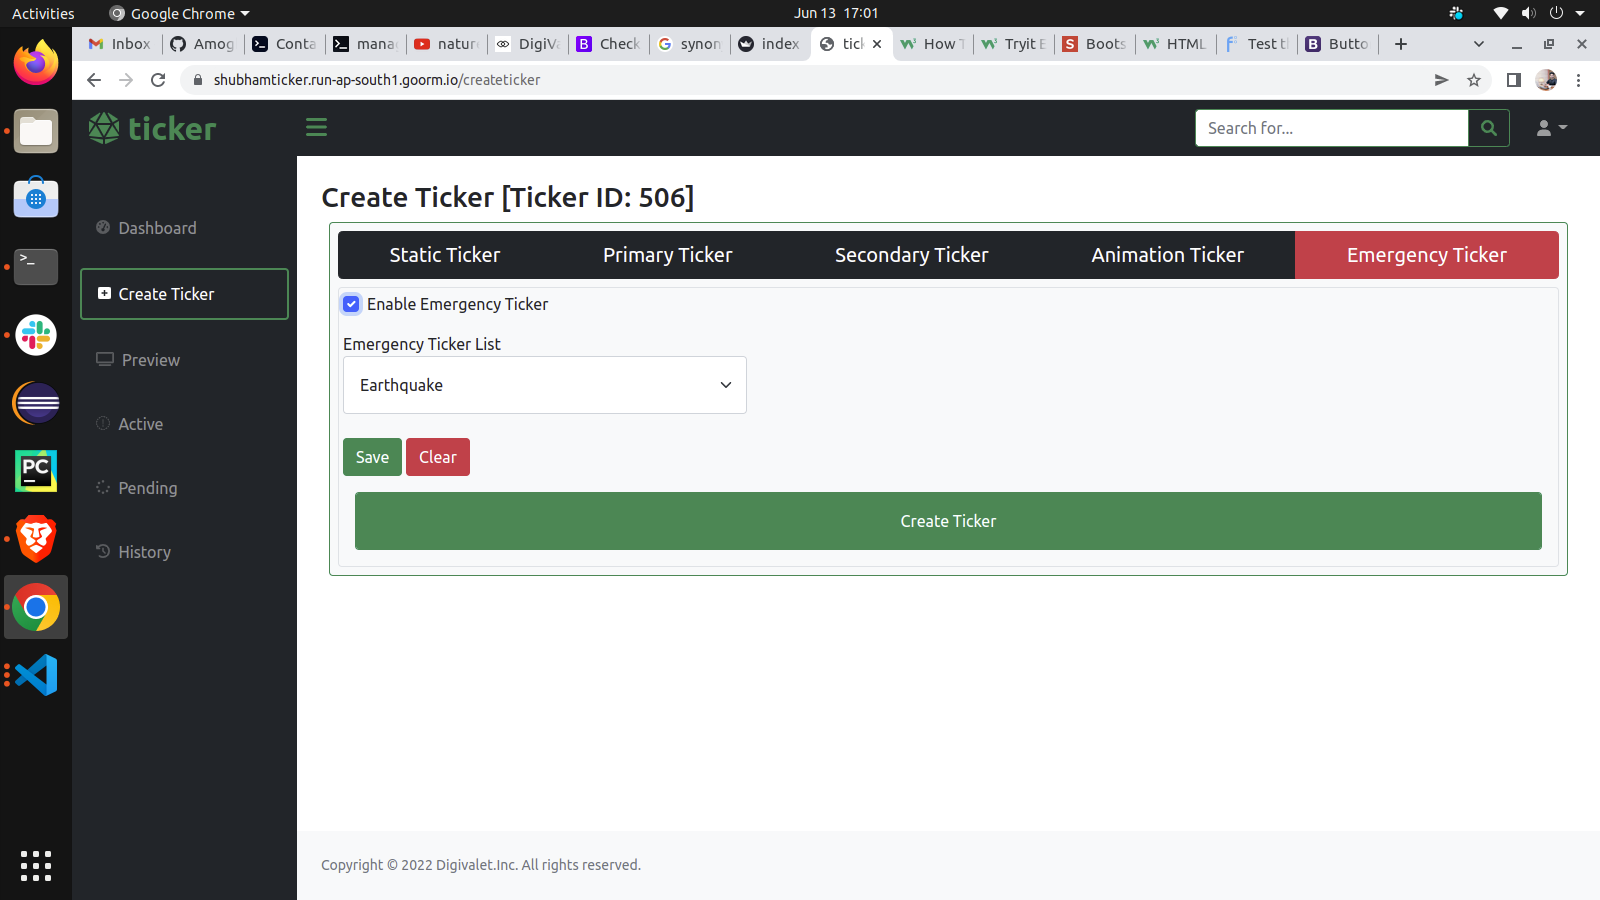 Activities
Google Chrome
Jun 13 17:01
Inbox
Amog
Conta
mana
natur
DigiVa
Check
synon
index
tick
How T
Tryit E
Boots
HTML
Test t
Butto
shubhamticker.run-ap-south1.goorm.io/createticker
ticker
Search for...
Dashboard
Create Ticker
Preview
Active
Pending
History
Create Ticker [Ticker ID: 506]
Static Ticker
Primary Ticker
Secondary Ticker
Animation Ticker
Emergency Ticker
Enable Emergency Ticker
Emergency Ticker List
Earthquake
Save
Clear
Create Ticker
Copyright © 2022 Digivalet.Inc. All rights reserved.
PC